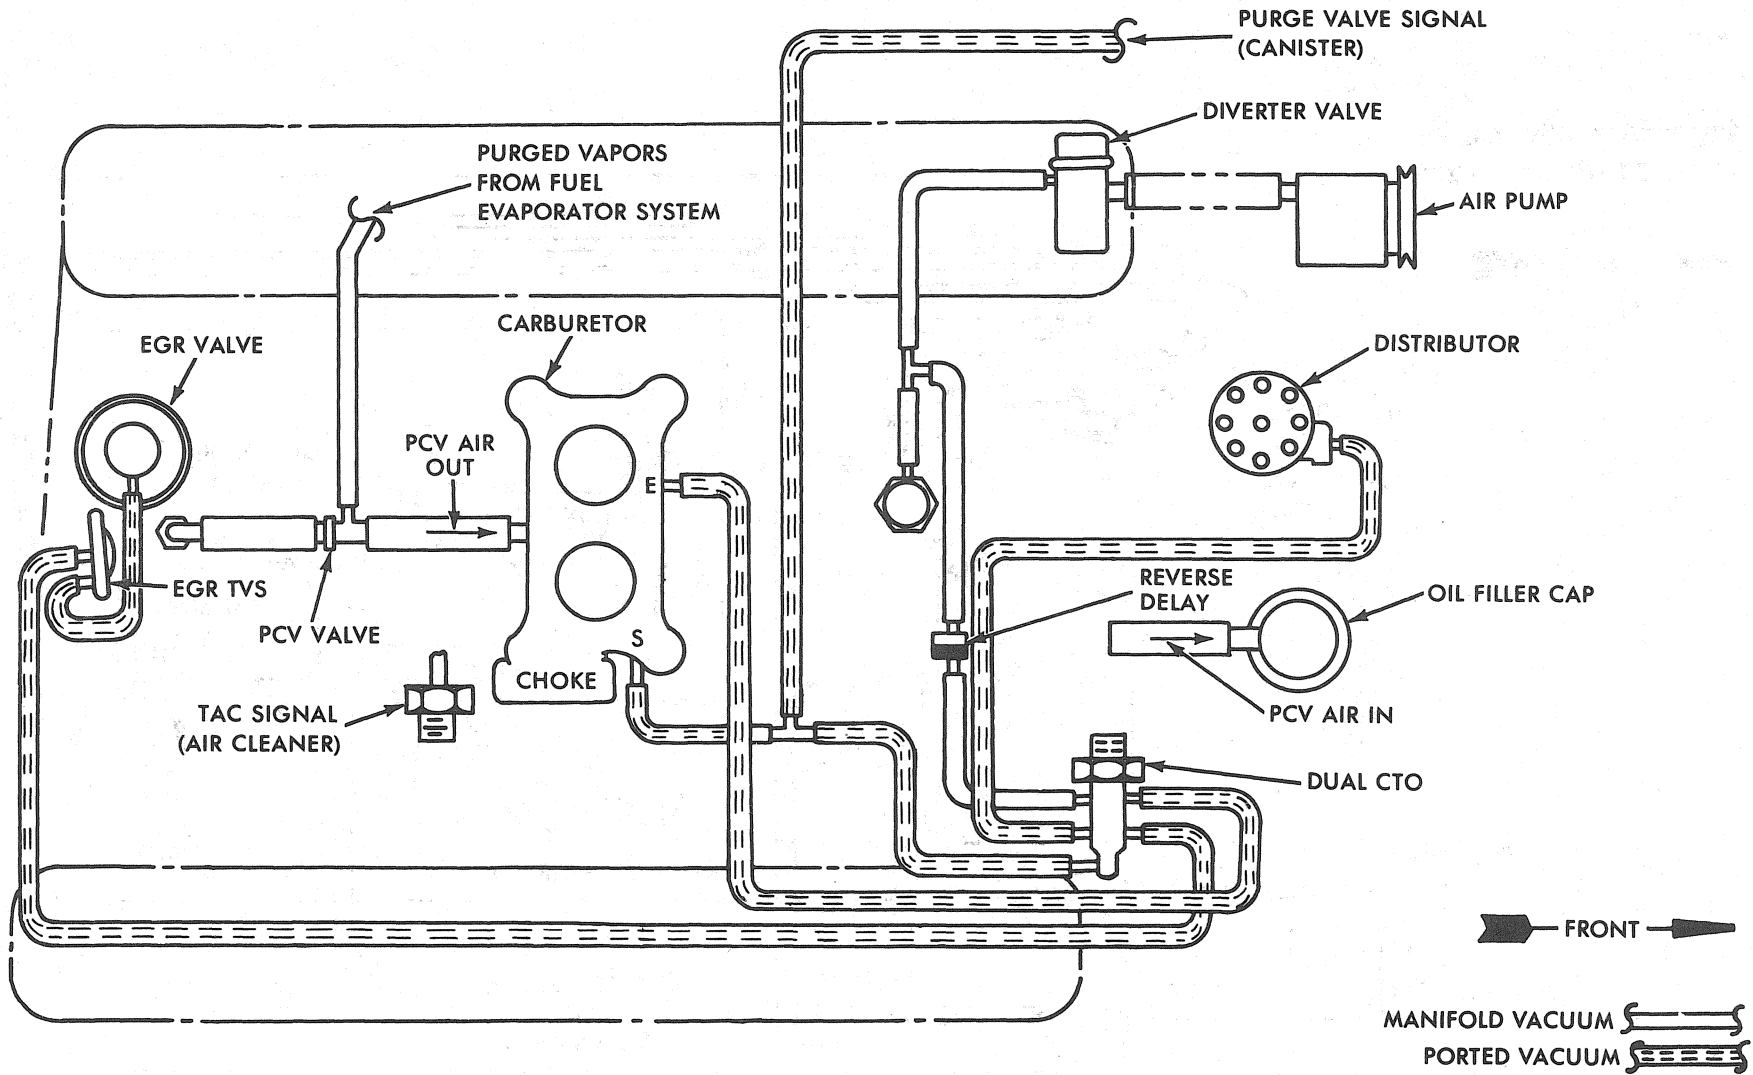 PURGE VALVE SIGNAL
(CANISTER)
DIVERTER VALVE
PURGED VAPORS
FROM FUEL
EVAPORATOR SYSTEM
AIR PUMP
CARBURETOR
EGR VALVE
DISTRIBUTOR
PCV AIR
OUT
E
EGR TVS
REVERSE
DELAY
OIL FILLER CAP
PCV VALVE
S
CHOKE
TAC SIGNAL
(AIR CLEANER)
PCV AIR IN
DUAL CTO
FRONT
MANIFOLD VACUUM
PORTED VACUUM